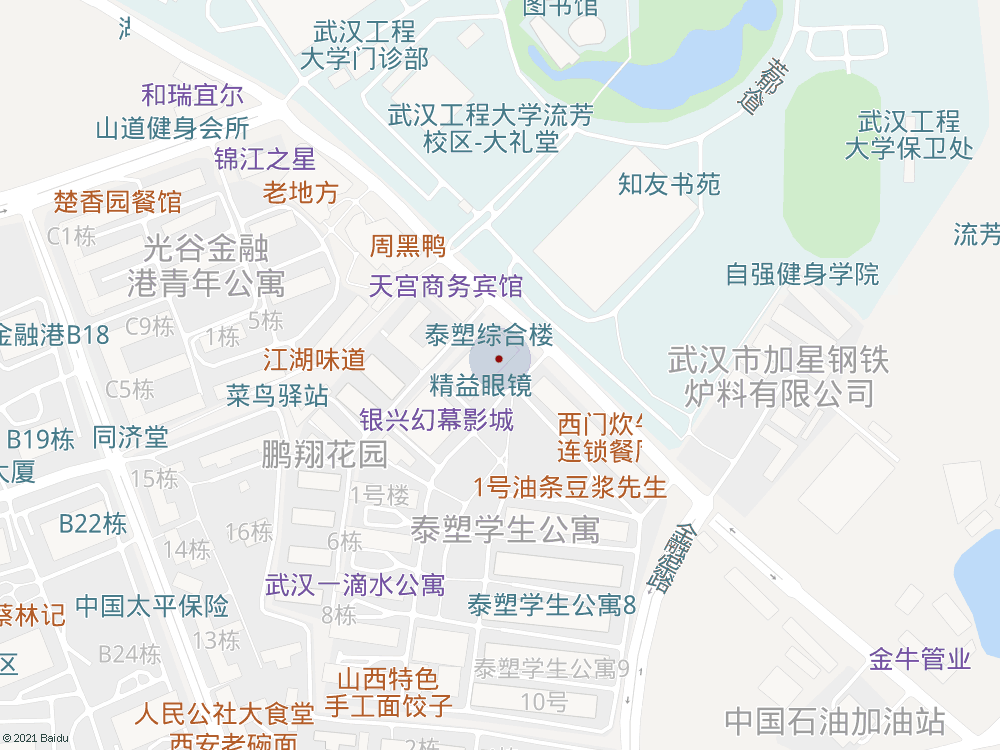 图书馆
武汉工程
大学门诊部
和瑞宜尔
山道健身会所
武汉工程大学流芳
校区-大礼堂
武汉工程
大学保卫处
锦江之星
老地方
知友书苑
楚香园餐馆
C1栋
光谷金融
港青年公寓
周黑鸭
天宫商务宾馆
自强健身学院
流芳
金融港B18
C9栋
1栋
5栋
泰塑综合楼
江湖味道
精益眼镜
武汉市加星钢铁
炉料有限公司
C5栋
菜鸟驿站
银兴幻幕影城
西门炊
连锁餐
B19栋
同济堂
大厦
鹏翔花园
15栋
1号楼
1号油条豆浆先生
B22栋
16栋
14栋
6栋
泰塑学生公寓
武汉一滴水公寓
蔡林记
中国太平保险
8栋
泰塑学生公寓8
13栋
B24栋
区
金牛管业
山西特色
手工面饺子
泰塑学生公寓9
10号
人民公社大食堂
西安老碗面
2栋
中国石油加油站
© 2021 Baidu